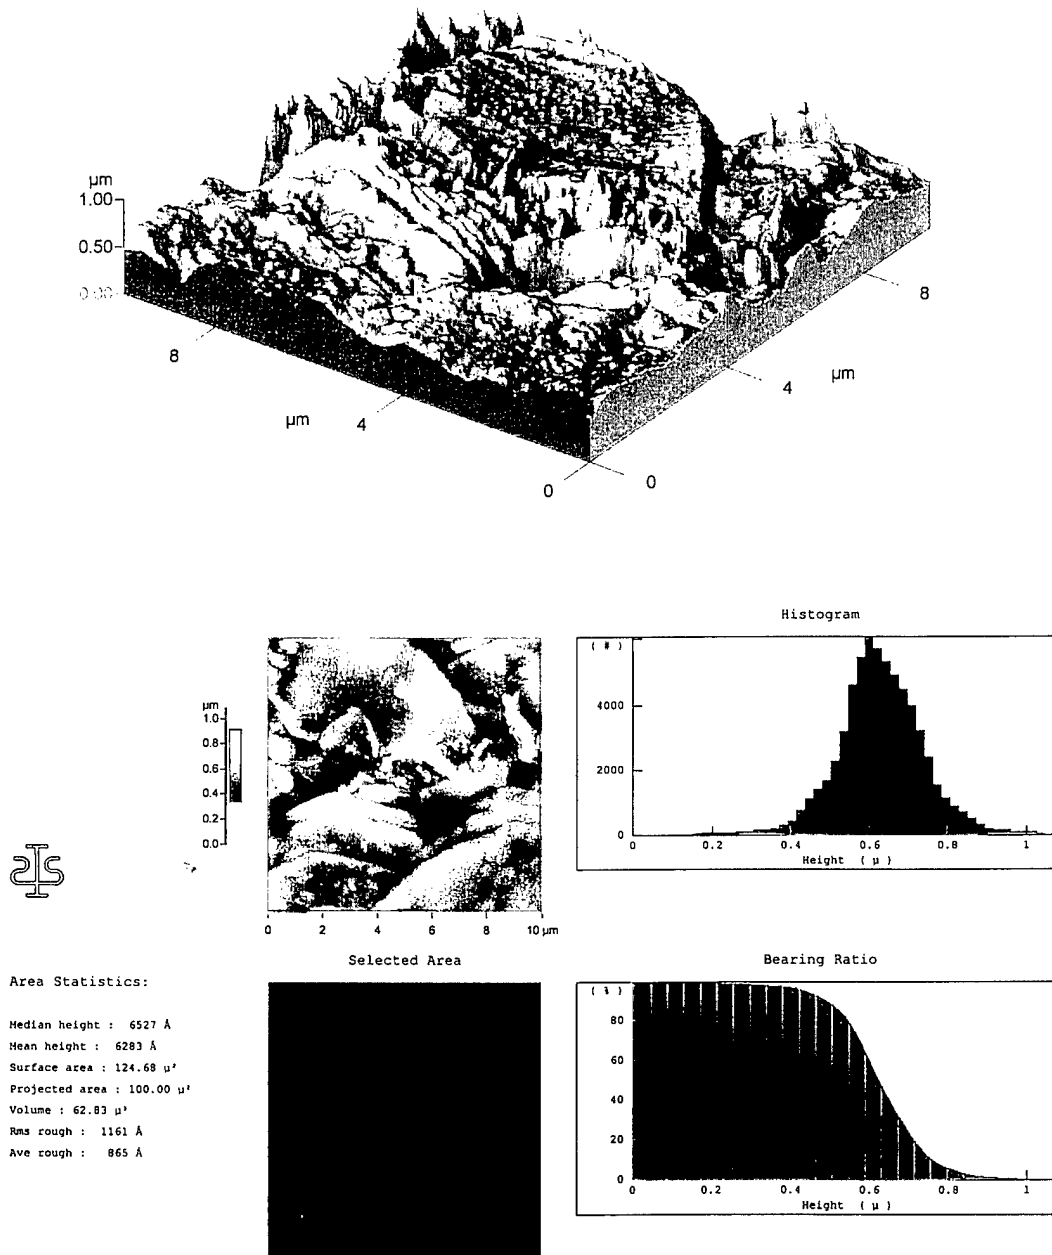 µm
1.00
0.50
0.00
8
µm
4
0
0
4
µm
8
Histogram
( # )
4000
2000
0
0.2
0.4
0.6
0.8
1
Height ( µ )
µm
1.0
0.8
0.6
0.4
0.2
0.0
0
2
4
6
8
10 µm
Selected Area
Bearing Ratio
( % )
80
60
40
20
0
0
0.2
0.4
0.6
0.8
1
Height ( µ )
Area Statistics:
Median height : 6527 Å
Mean height : 6283 Å
Surface area : 124.68 µ²
Projected area : 100.00 µ²
Volume : 62.83 µ³
Rms rough : 1161 Å
Ave rough : 865 Å